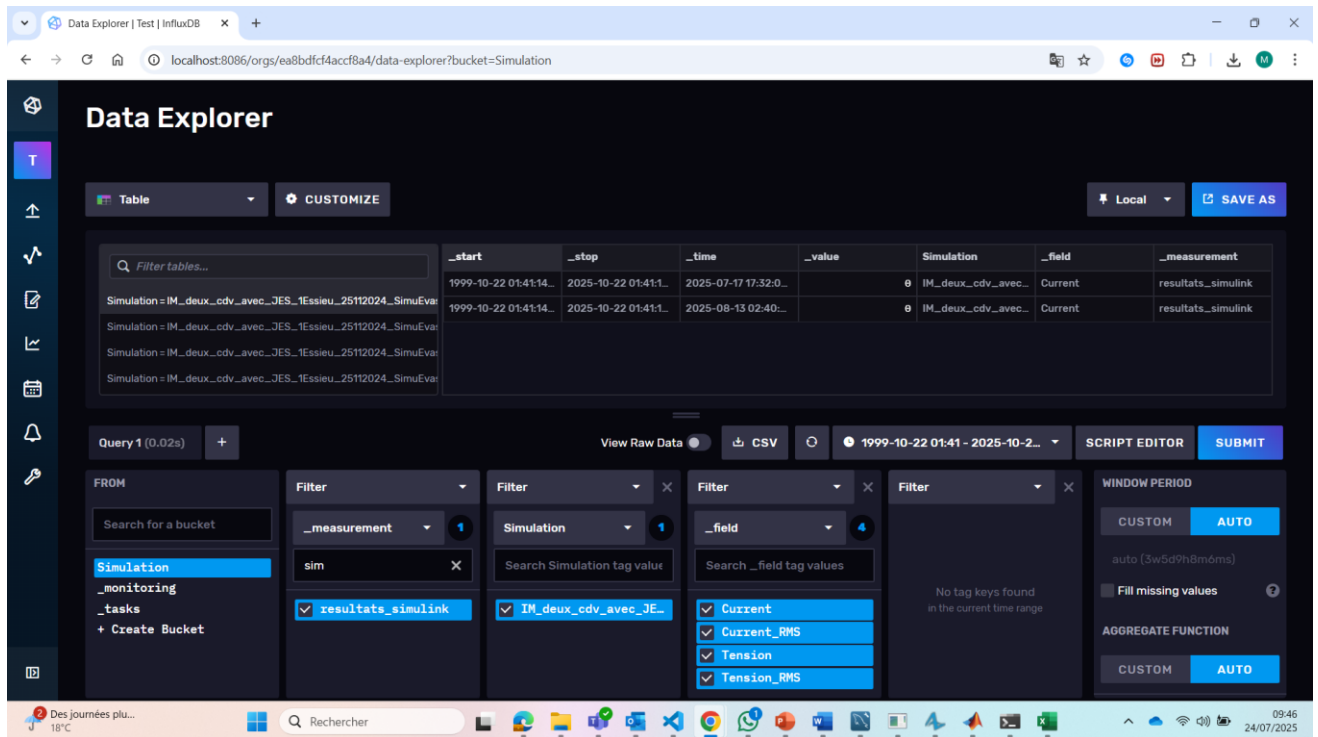 Data Explorer | Test | InfluxDB
localhost:8086/orgs/ea8bdfcf4accf8a4/data-explorer?bucket=Simulation
M
Data Explorer
T
Table
CUSTOMIZE
Local
SAVE AS
Filter tables...
Simulation = IM_deux_cdv_avec_JES_1Essieu_25112024_SimuEva
Simulation = IM_deux_cdv_avec_JES_1Essieu_25112024_SimuEva
Simulation = IM_deux_cdv_avec_JES_1Essieu_25112024_SimuEva
Simulation = IM_deux_cdv_avec_JES_1Essieu_25112024_SimuEva
_start _stop _time _value Simulation _field _measurement
1999-10-22 01:41:14... 2025-10-22 01:41:1... 2025-07-17 17:32:0... 0 IM_deux_cdv_avec_... Current resultats_simulink
1999-10-22 01:41:14... 2025-10-22 01:41:1... 2025-08-13 02:40:... 0 IM_deux_cdv_avec_... Current resultats_simulink
Query 1 (0.02s) +
View Raw Data
CSV
1999-10-22 01:41 - 2025-10-2...
SCRIPT EDITOR
SUBMIT
FROM
Search for a bucket
Simulation
_monitoring
_tasks
+ Create Bucket
Filter
_measurement 1
sim
resultats_simulink
Filter
Simulation 1
Search Simulation tag value
IM_deux_cdv_avec_JE...
Filter
_field 4
Search _field tag values
Current
Current_RMS
Tension
Tension_RMS
Filter
No tag keys found
in the current time range
WINDOW PERIOD
CUSTOM AUTO
auto (3w5d9h8m6ms)
Fill missing values
AGGREGATE FUNCTION
CUSTOM AUTO
2
Des journées plu...
18°C
Rechercher
09:46
24/07/2025